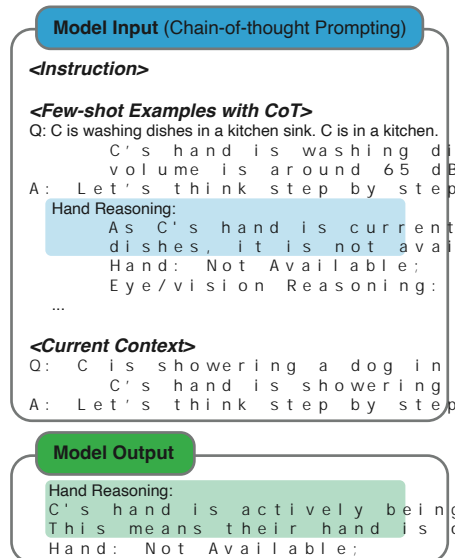 Model Input (Chain-of-thought Prompting)
<Instruction>
<Few-shot Examples with CoT>
Q: C is washing dishes in a kitchen sink. C is in a kitchen.
C's hand is washing
volume is around 65 dB
A: Let's think step by step
Hand Reasoning:
As C's hand is
dishes, it is not
Hand: Not Available;
Eye/vision Reasoning:
...
<Current Context>
Q: C is showering a dog in
C's hand is showering
A: Let's think step by step
Model Output
Hand Reasoning:
C's hand is actively being
This means their hand is
Hand: Not Available;